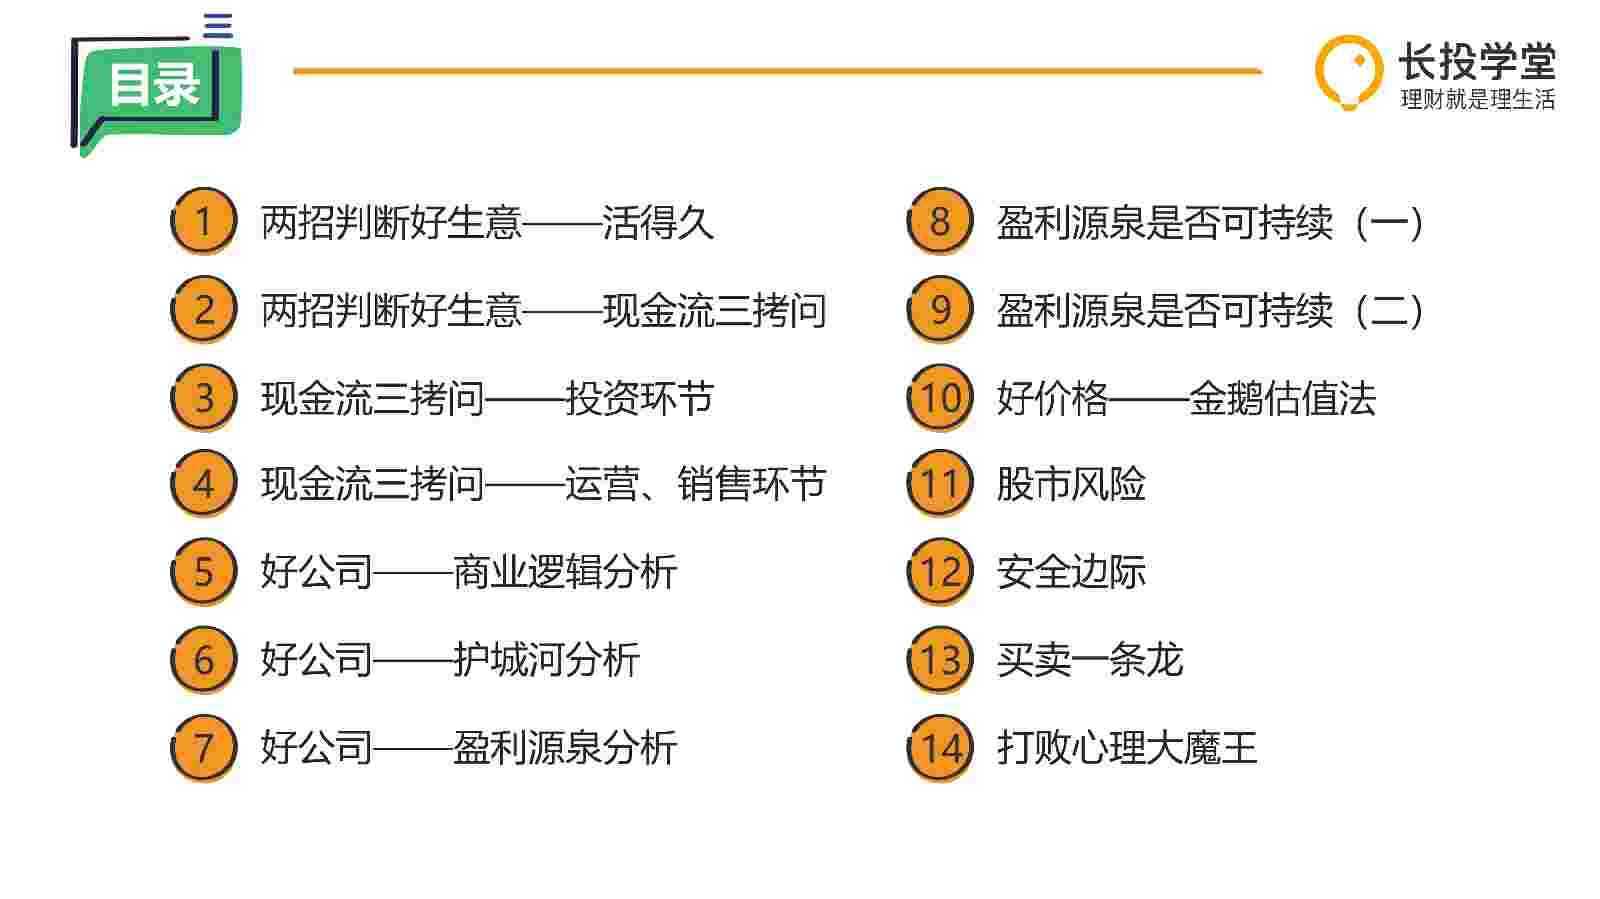 目录
长投学堂
理财就是理生活
1 两招判断好生意——活得久
2 两招判断好生意——现金流三拷问
3 现金流三拷问——投资环节
4 现金流三拷问——运营、销售环节
5 好公司——商业逻辑分析
6 好公司——护城河分析
7 好公司——盈利源泉分析
8 盈利源泉是否可持续（一）
9 盈利源泉是否可持续（二）
10 好价格——金鹅估值法
11 股市风险
12 安全边际
13 买卖一条龙
14 打败心理大魔王